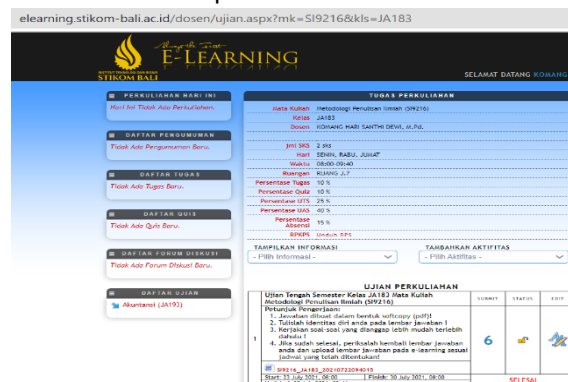 elearning.stikom-bali.ac.id/dosen/ujian.aspx?mk=SI9216&kls=JA183
STIKOM BALI
E-LEARNING
SELAMAT DATANG KOMANG
PERKULIAHAN HARI INI
Hari Ini Tidak Ada Perkuliahan.
DAFTAR PENGUMUMAN
Tidak Ada Pengumuman Baru.
DAFTAR TUGAS
Tidak Ada Tugas Baru.
DAFTAR QUIS
Tidak Ada Quis Baru.
DAFTAR FORUM DISKUSI
Tidak Ada Forum Diskusi Baru.
DAFTAR UJIAN
Akuntansi (JA193)
TUGAS PERKULIAHAN
Mata Kuliah Metodologi Penulisan Ilmiah (SI9216)
Kelas JA183
Dosen KOMANG HARI SANTHI DEWI, M.Pd.
Jml SKS 2 sks
Hari SENIN, RABU, JUMAT
Waktu 08:00-09:40
Ruangan RUANG J.7
Persentase Tugas 10 %
Persentase Quiz 10 %
Persentase UTS 25 %
Persentase UAS 40 %
Persentase Absensi 15 %
RPKPS Unduh RPS
TAMPILKAN INFORMASI TAMBAHKAN AKTIFITAS
- Pilih Informasi - - Pilih Aktifitas -
UJIAN PERKULIAHAN
Ujian Tengah Semester Kelas JA183 Mata Kuliah
Metodologi Penulisan Ilmiah (SI9216)
SUBMIT STATUS EDIT
Petunjuk Pengerjaan:
1. Jawaban dibuat dalam bentuk softcopy (pdf)!
2. Tulislah identitas diri anda pada lembar jawaban !
3. Kerjakan soal-soal yang dianggap lebih mudah terlebih
dahulu !
4. Jika sudah selesai, periksalah kembali lembar jawaban
anda dan upload lembar jawaban pada e-learning sesuai
jadwal yang telah ditentukan!
1
6
SI9216_JA183_20210722094015
Start: 23 July 2021, 08:00 Finish: 30 July 2021, 08:00
SELESAI